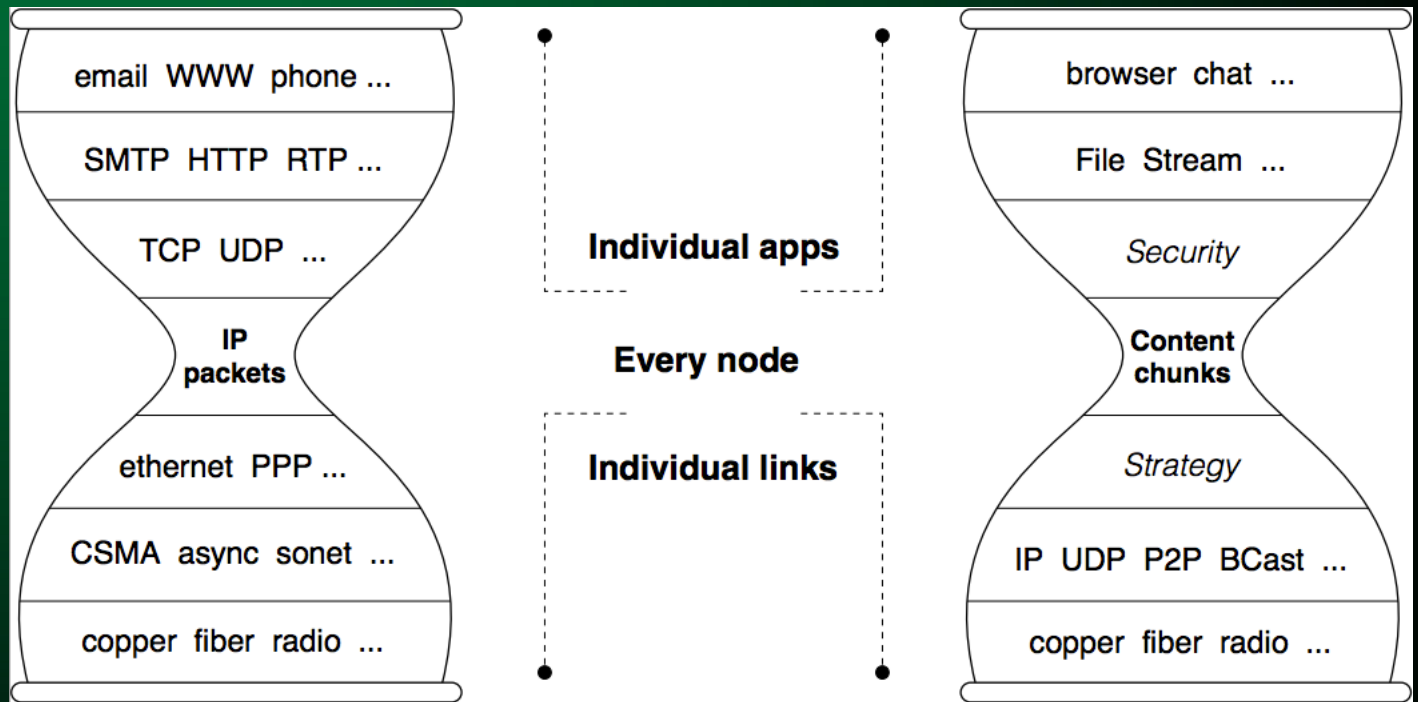 email WWW phone ...
SMTP HTTP RTP ...
TCP UDP ...
IP
packets
ethernet PPP ...
CSMA async sonet ...
copper fiber radio ...
Individual apps
Every node
Individual links
browser chat ...
File Stream ...
Security
Content
chunks
Strategy
IP UDP P2P BCast ...
copper fiber radio ...